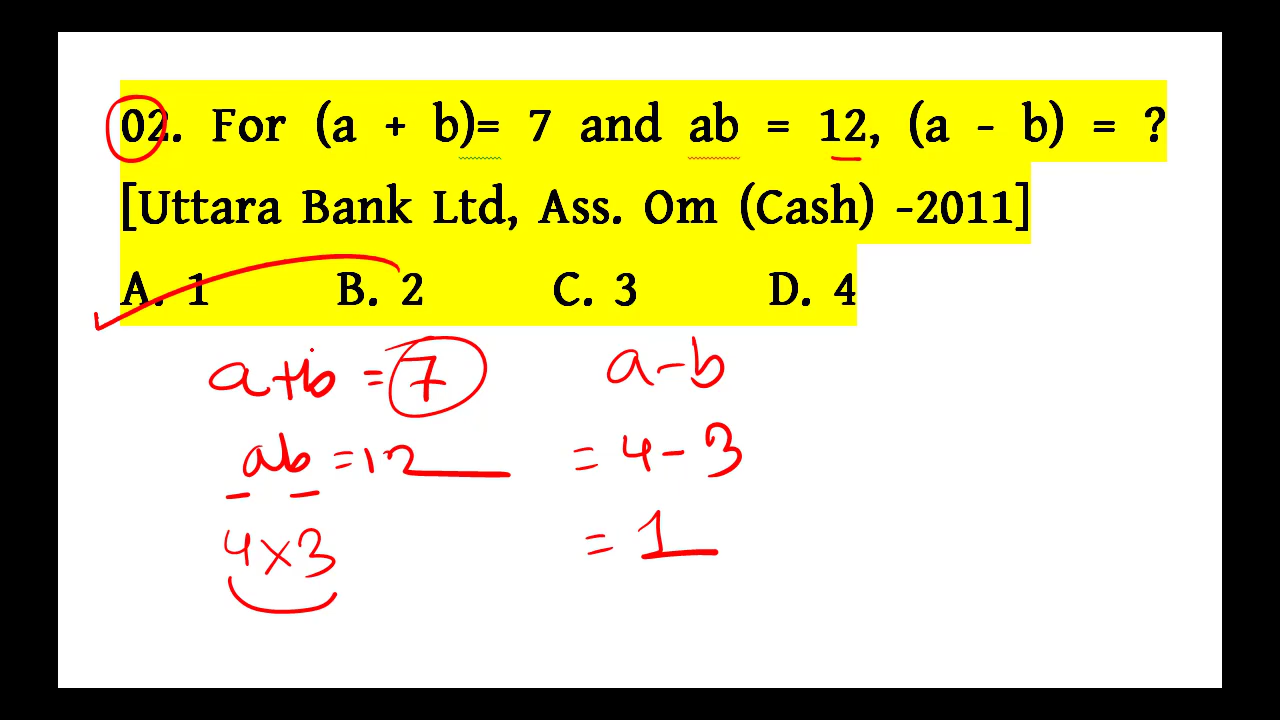 02. For (a + b)= 7 and ab = 12, (a - b) = ?
[Uttara Bank Ltd, Ass. Om (Cash) -2011]
A. 1 B. 2 C. 3 D. 4
a+b = 7
ab =12
4×3
a-b
= 4-3
= 1